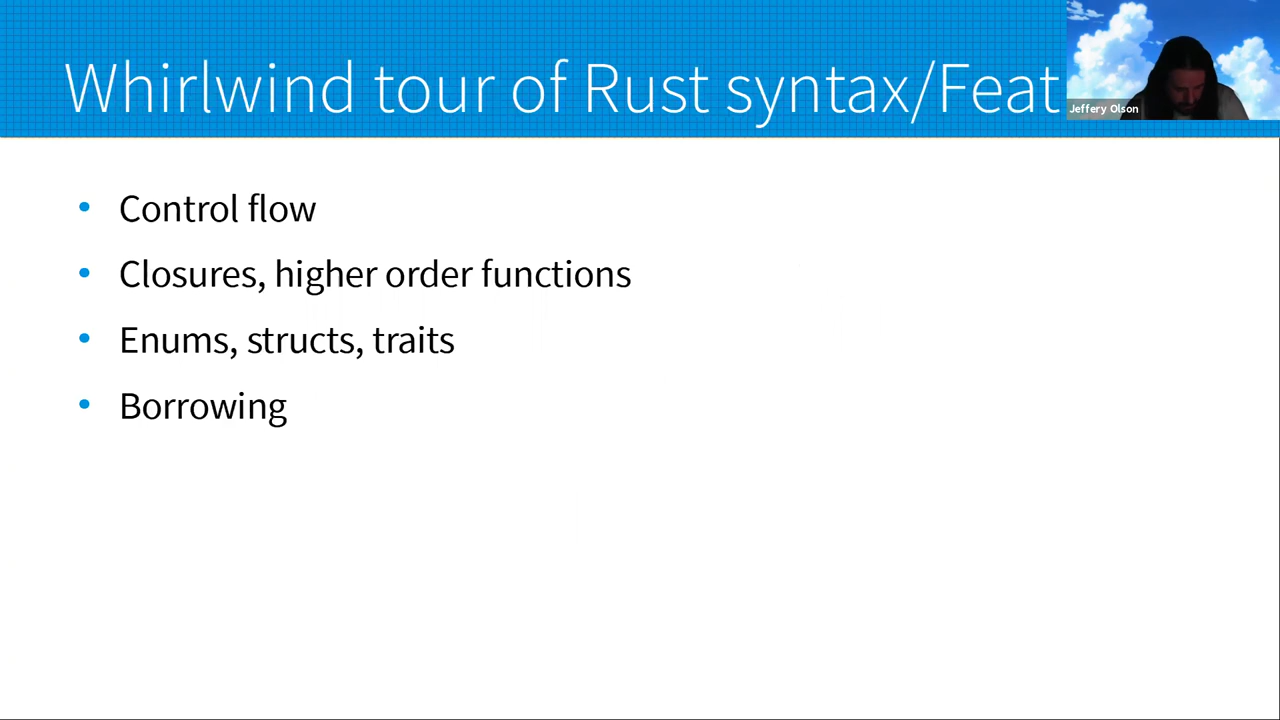 Whirlwind tour of Rust syntax/Feat
Jeffery Olson
Control flow
Closures, higher order functions
Enums, structs, traits
Borrowing